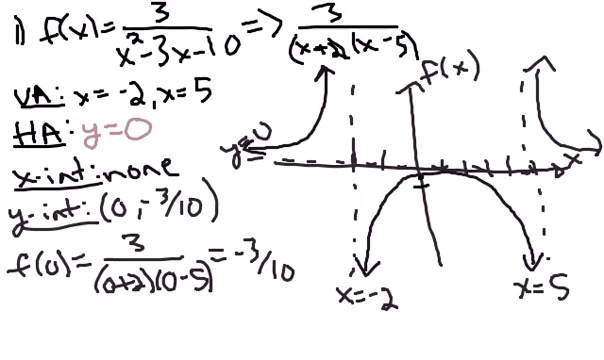 1) f(x) = 3/(x²-3x-10) => 3/((x+2)(x-5)
VA: x = -2, x = 5
HA: y = 0
x-int: none
y-int: (0, -3/10)
f(0) = 3/((0+2)(0-5)) = -3/10
f(x)
y=0
x
x=-2
x=5